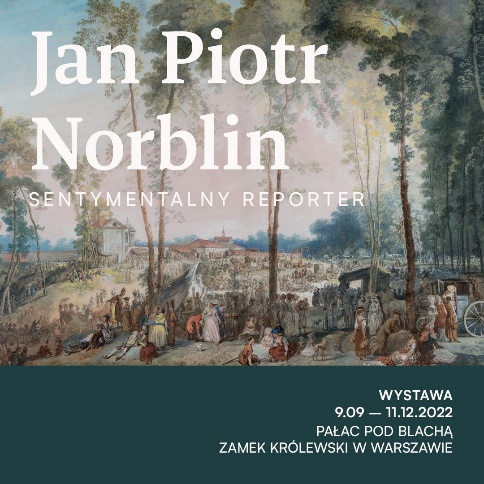 Jan Piotr
Norblin
SENTYMENTALNY REPORTER
WYSTAWA
9.09 — 11.12.2022
PAŁAC POD BLACHĄ
ZAMEK KRÓLEWSKI W WARSZAWIE